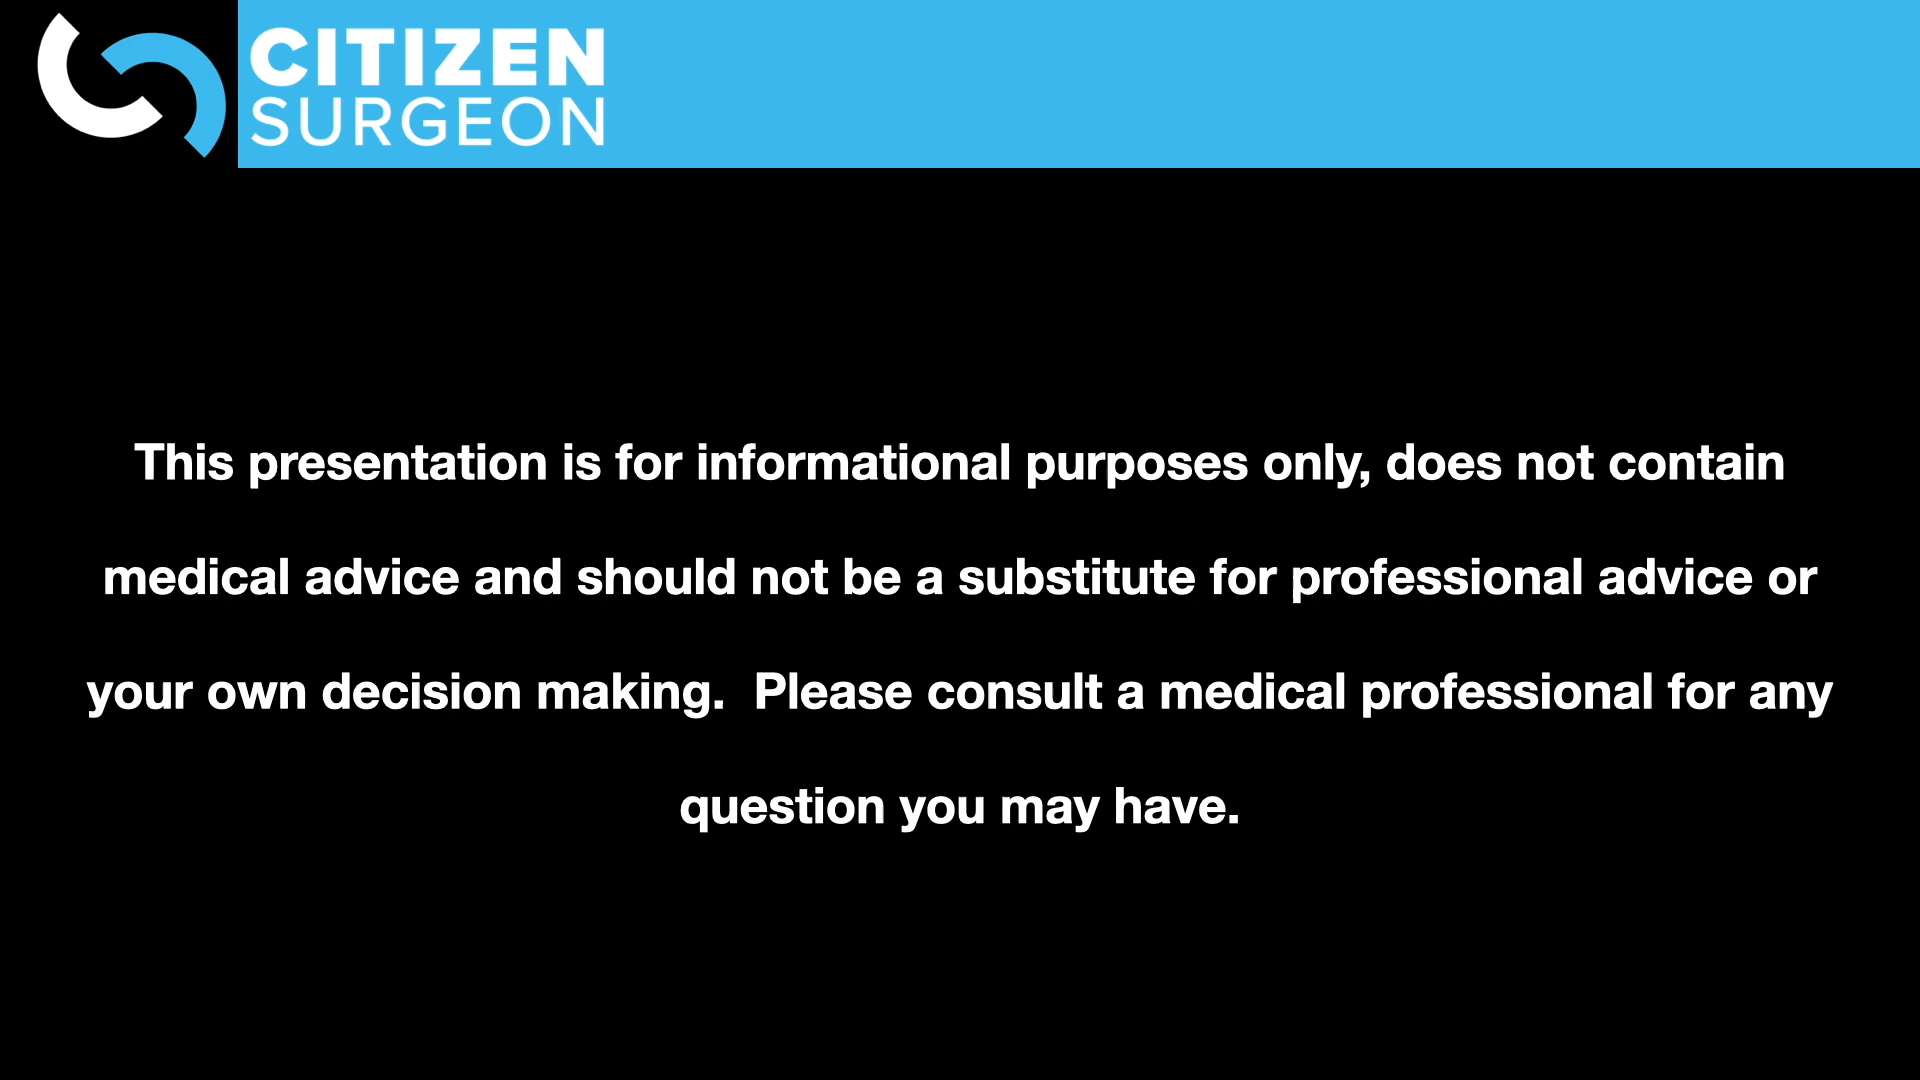 CITIZEN
SURGEON
This presentation is for informational purposes only, does not contain
medical advice and should not be a substitute for professional advice or
your own decision making.  Please consult a medical professional for any
question you may have.